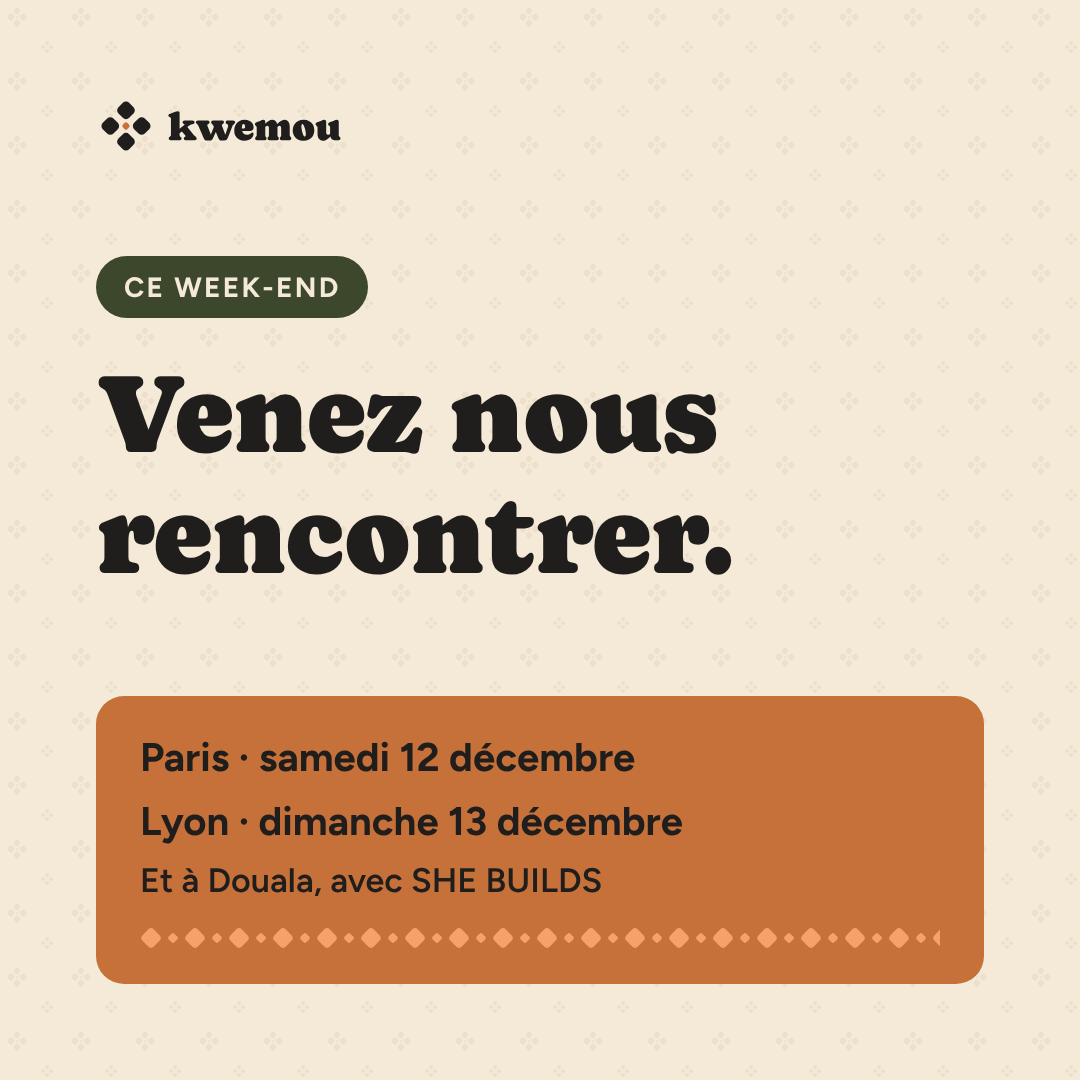 kwemou
CE WEEK-END
Venez nous
rencontrer.
Paris · samedi 12 décembre
Lyon · dimanche 13 décembre
Et à Douala, avec SHE BUILDS